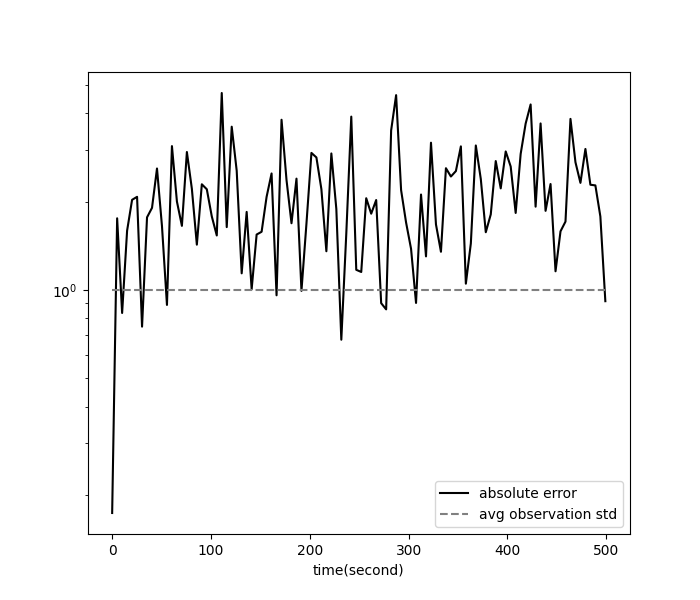 10⁰
0 100 200 300 400 500
time(second)
absolute error
avg observation std